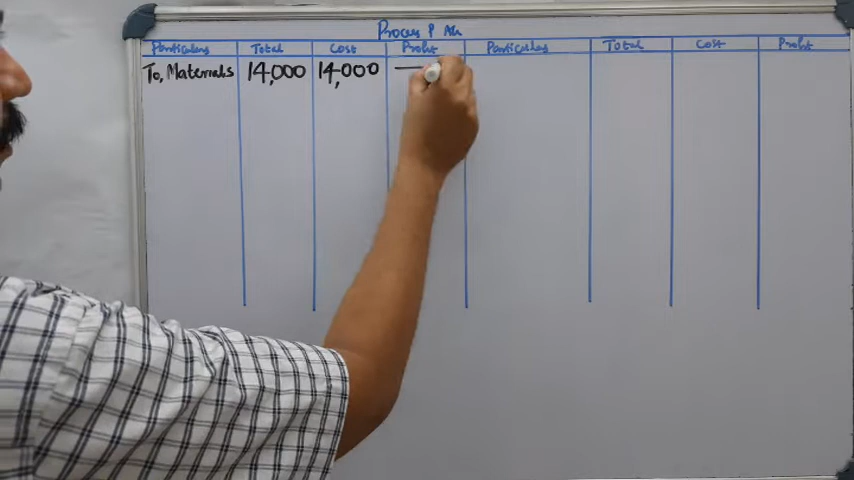 Process P A/c
Particulars Total Cost Profit Particulars Total Cost Profit
To, Materials 14,000 14,000 —